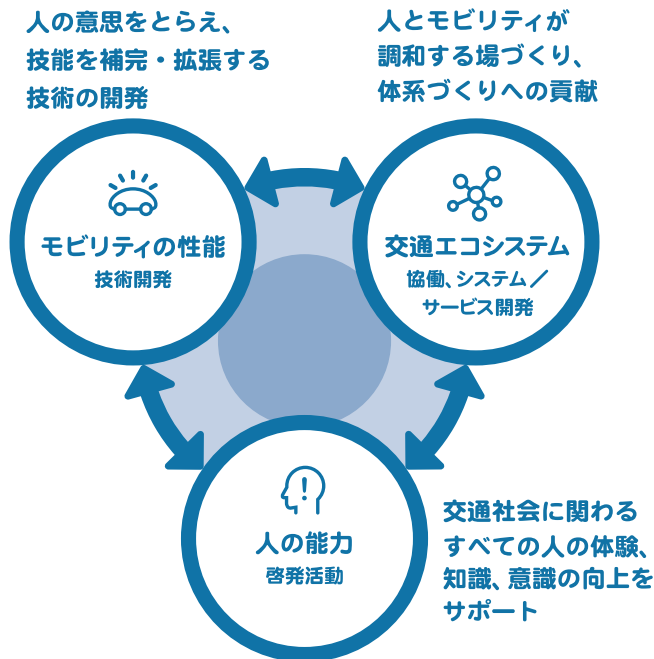 人の意思をとらえ、
技能を補完・拡張する
技術の開発
人とモビリティが
調和する場づくり、
体系づくりへの貢献
モビリティの性能
技術開発
交通エコシステム
協働、システム／
サービス開発
人の能力
啓発活動
交通社会に関わる
すべての人の体験、
知識、意識の向上を
サポート